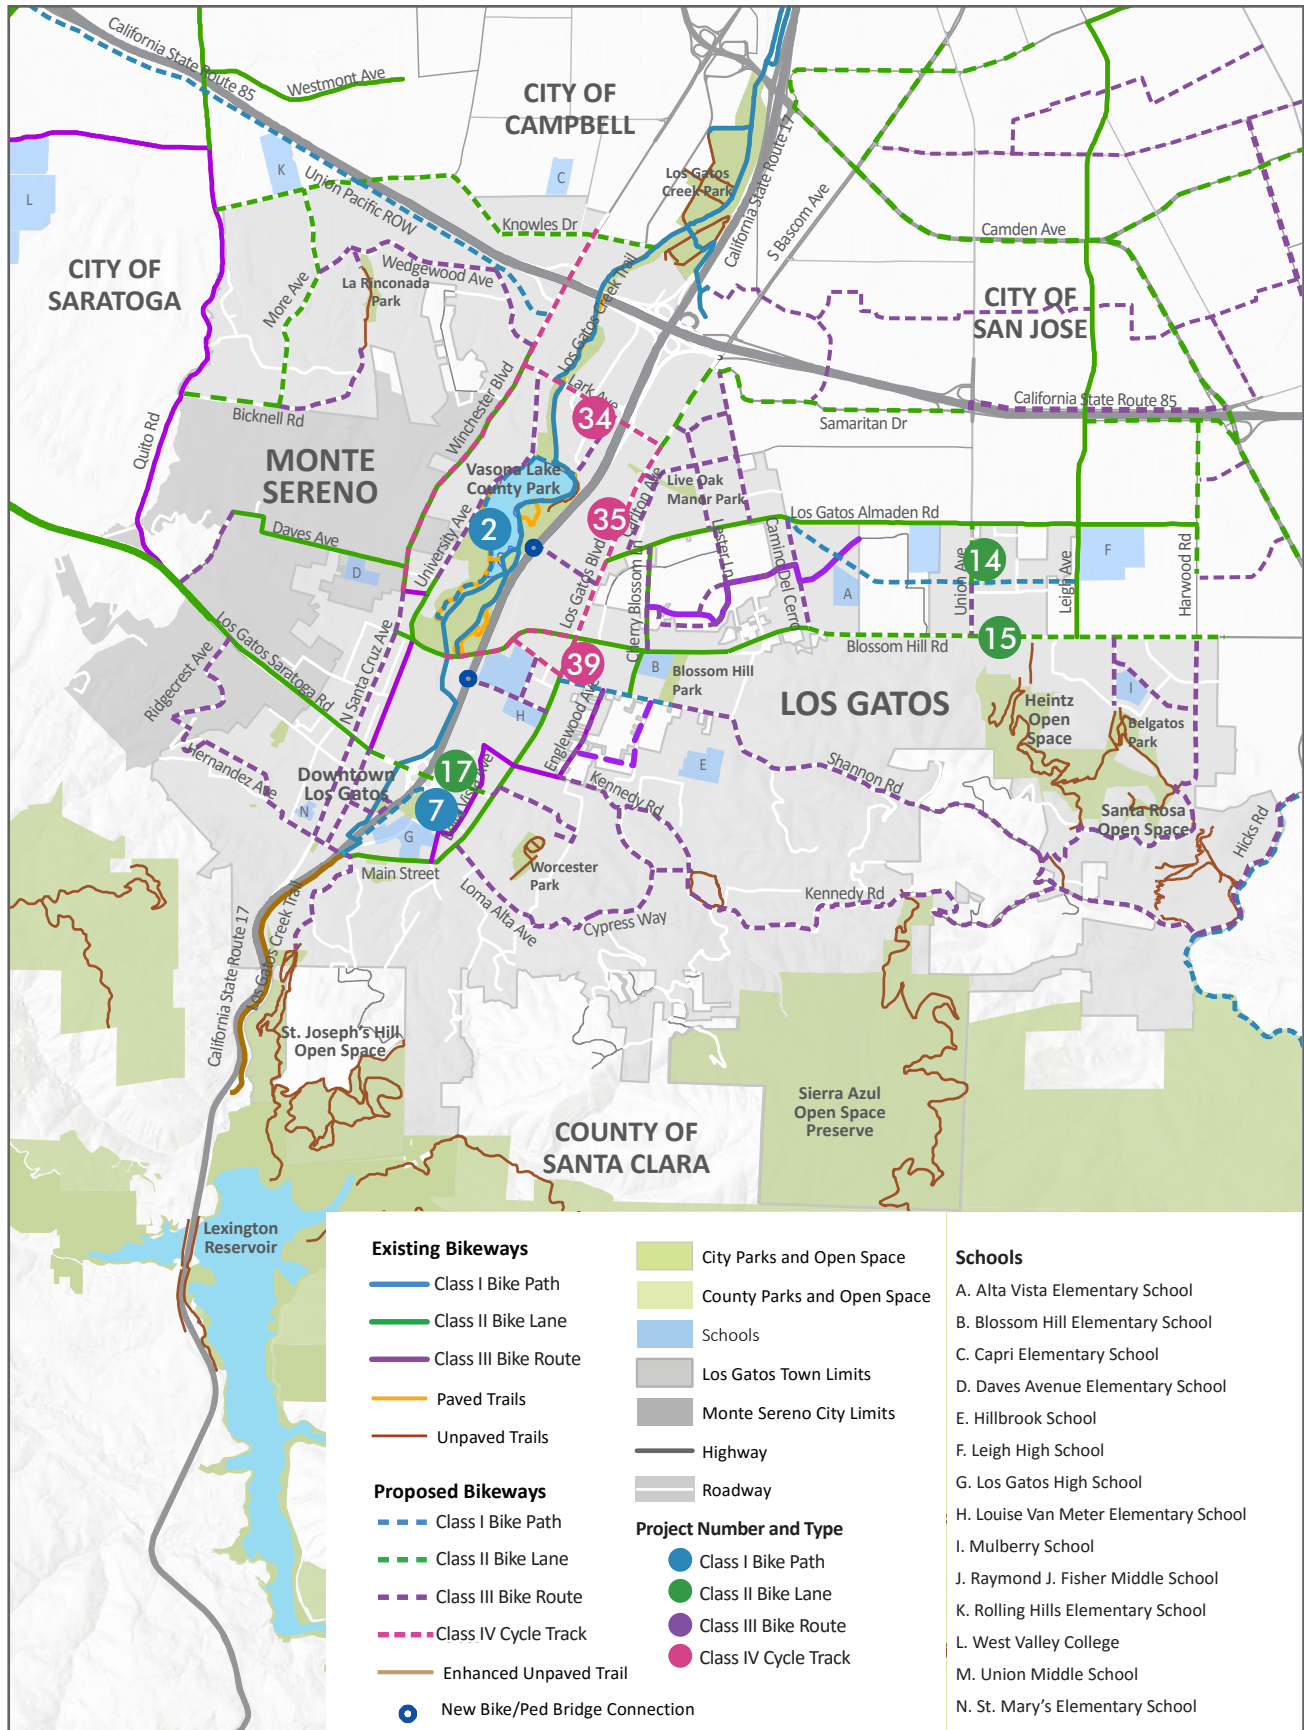 California State Route 85
Westmont Ave
CITY OF
CAMPBELL
Los Gatos
Creek Park
California State Route 17
S Bascom Ave
K
C
L
Union Pacific ROW
Knowles Dr
Camden Ave
CITY OF
SARATOGA
More Ave
Wedgewood Ave
La Rinconada
Park
Los Gatos Creek Trail
CITY OF
SAN JOSE
Quito Rd
Bicknell Rd
Winchester Blvd
Lark Ave
34
California State Route 85
Samaritan Dr
MONTE
SERENO
Vasona Lake
County Park
Live Oak
Manor Park
Carlton Ave
2
35
Los Gatos Almaden Rd
Daves Ave
D
University Ave
Lester Ln
Camino Del Cerro
Union Ave
14
Leigh Ave
F
Harwood Rd
A
Los Gatos Blvd
Cherry Blossom Ln
15
Blossom Hill Rd
Los Gatos Saratoga Rd
N Santa Cruz Ave
Ridgecrest Ave
39
B
Blossom Hill
Park
LOS GATOS
Heintz
Open
Space
I
Belgatos
Park
H
Englewood Ave
E
Shannon Rd
Hernandez Ave
Downtown
Los Gatos
17
7
N
G
Kennedy Rd
Santa Rosa
Open Space
Hicks Rd
Main Street
Worcester
Park
Loma Alta Ave
Cypress Way
Kennedy Rd
California State Route 17
Los Gatos Creek Trail
St. Joseph's Hill
Open Space
Sierra Azul
Open Space
Preserve
COUNTY OF
SANTA CLARA
Lexington
Reservoir
Existing Bikeways
Class I Bike Path
Class II Bike Lane
Class III Bike Route
Paved Trails
Unpaved Trails
Proposed Bikeways
Class I Bike Path
Class II Bike Lane
Class III Bike Route
Class IV Cycle Track
Enhanced Unpaved Trail
New Bike/Ped Bridge Connection
City Parks and Open Space
County Parks and Open Space
Schools
Los Gatos Town Limits
Monte Sereno City Limits
Highway
Roadway
Project Number and Type
Class I Bike Path
Class II Bike Lane
Class III Bike Route
Class IV Cycle Track
Schools
A. Alta Vista Elementary School
B. Blossom Hill Elementary School
C. Capri Elementary School
D. Daves Avenue Elementary School
E. Hillbrook School
F. Leigh High School
G. Los Gatos High School
H. Louise Van Meter Elementary School
I. Mulberry School
J. Raymond J. Fisher Middle School
K. Rolling Hills Elementary School
L. West Valley College
M. Union Middle School
N. St. Mary's Elementary School